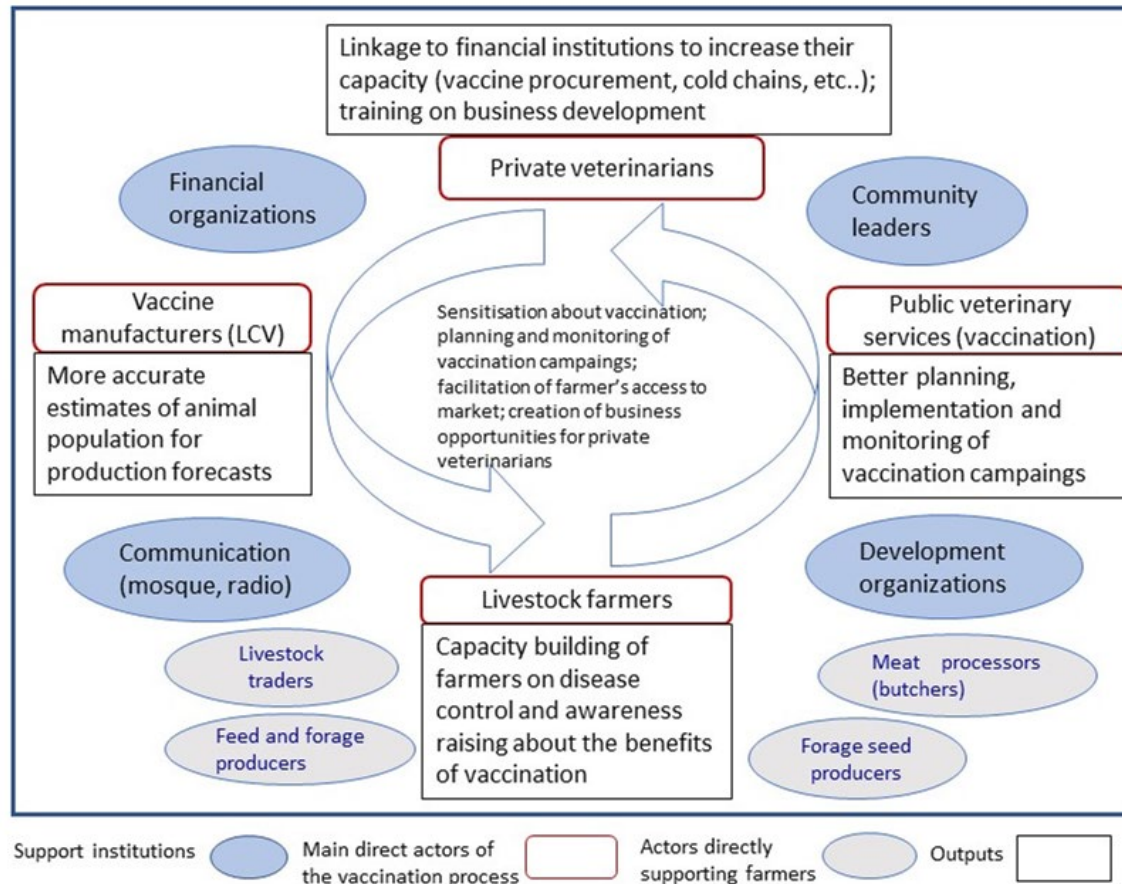 Linkage to financial institutions to increase their
capacity (vaccine procurement, cold chains, etc..);
training on business development
Private veterinarians
Financial
organizations
Community
leaders
Vaccine
manufacturers (LCV)
More accurate
estimates of animal
population for
production forecasts
Sensitisation about vaccination;
planning and monitoring of
vaccination campaings;
facilitation of farmer's access to
market; creation of business
opportunities for private
veterinarians
Public veterinary
services (vaccination)
Better planning,
implementation and
monitoring of
vaccination campaings
Communication
(mosque, radio)
Development
organizations
Livestock farmers
Capacity building of
farmers on disease
control and awareness
raising about the benefits
of vaccination
Livestock
traders
Feed and forage
producers
Meat processors
(butchers)
Forage seed
producers
Support institutions
Main direct actors of
the vaccination process
Actors directly
supporting farmers
Outputs